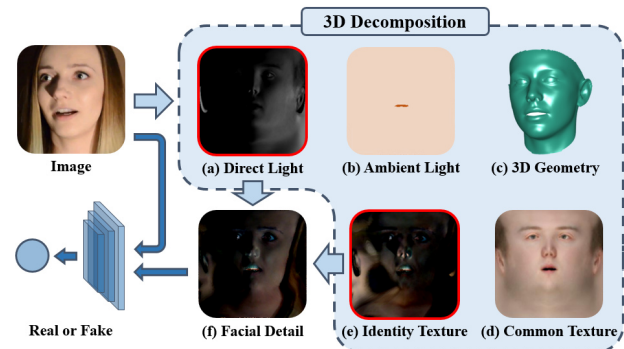 3D Decomposition
Image
(a) Direct Light
(b) Ambient Light
(c) 3D Geometry
Real or Fake
(f) Facial Detail
(e) Identity Texture
(d) Common Texture